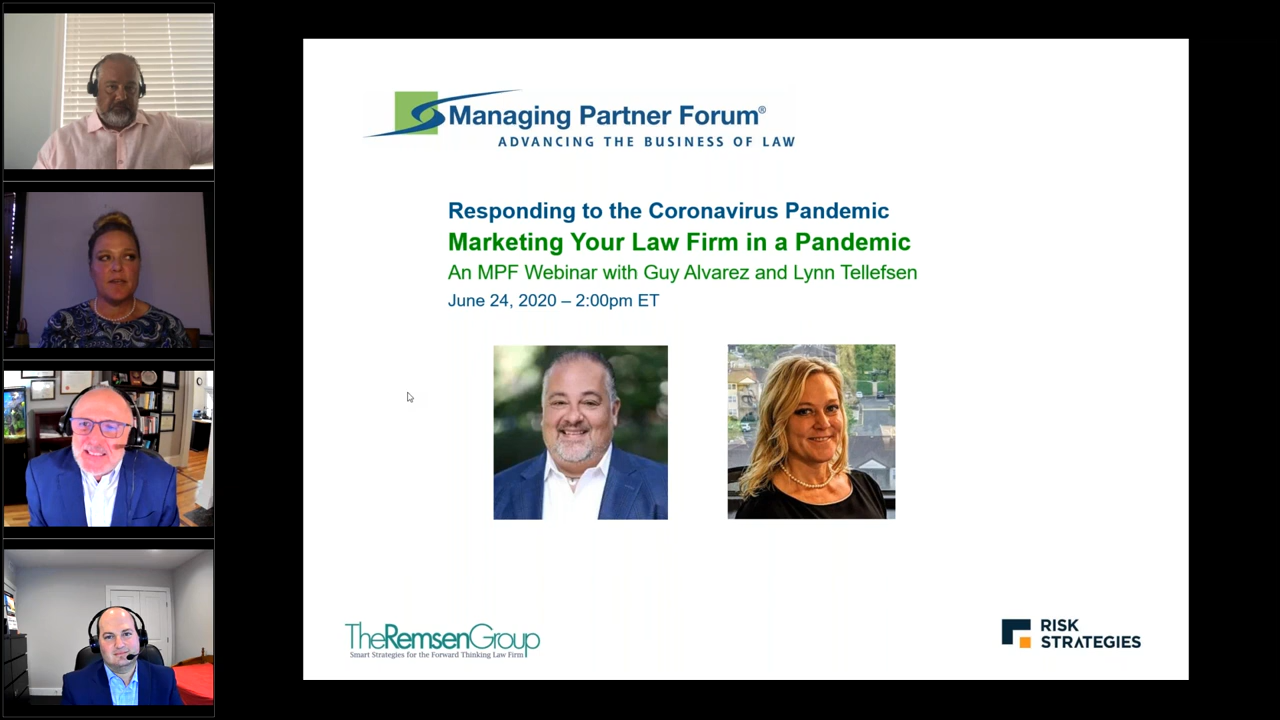 Managing Partner Forum®
ADVANCING THE BUSINESS OF LAW
Responding to the Coronavirus Pandemic
Marketing Your Law Firm in a Pandemic
An MPF Webinar with Guy Alvarez and Lynn Tellefsen
June 24, 2020 – 2:00pm ET
TheRemsenGroup
Smart Strategies for the Forward Thinking Law Firm
RISK
STRATEGIES